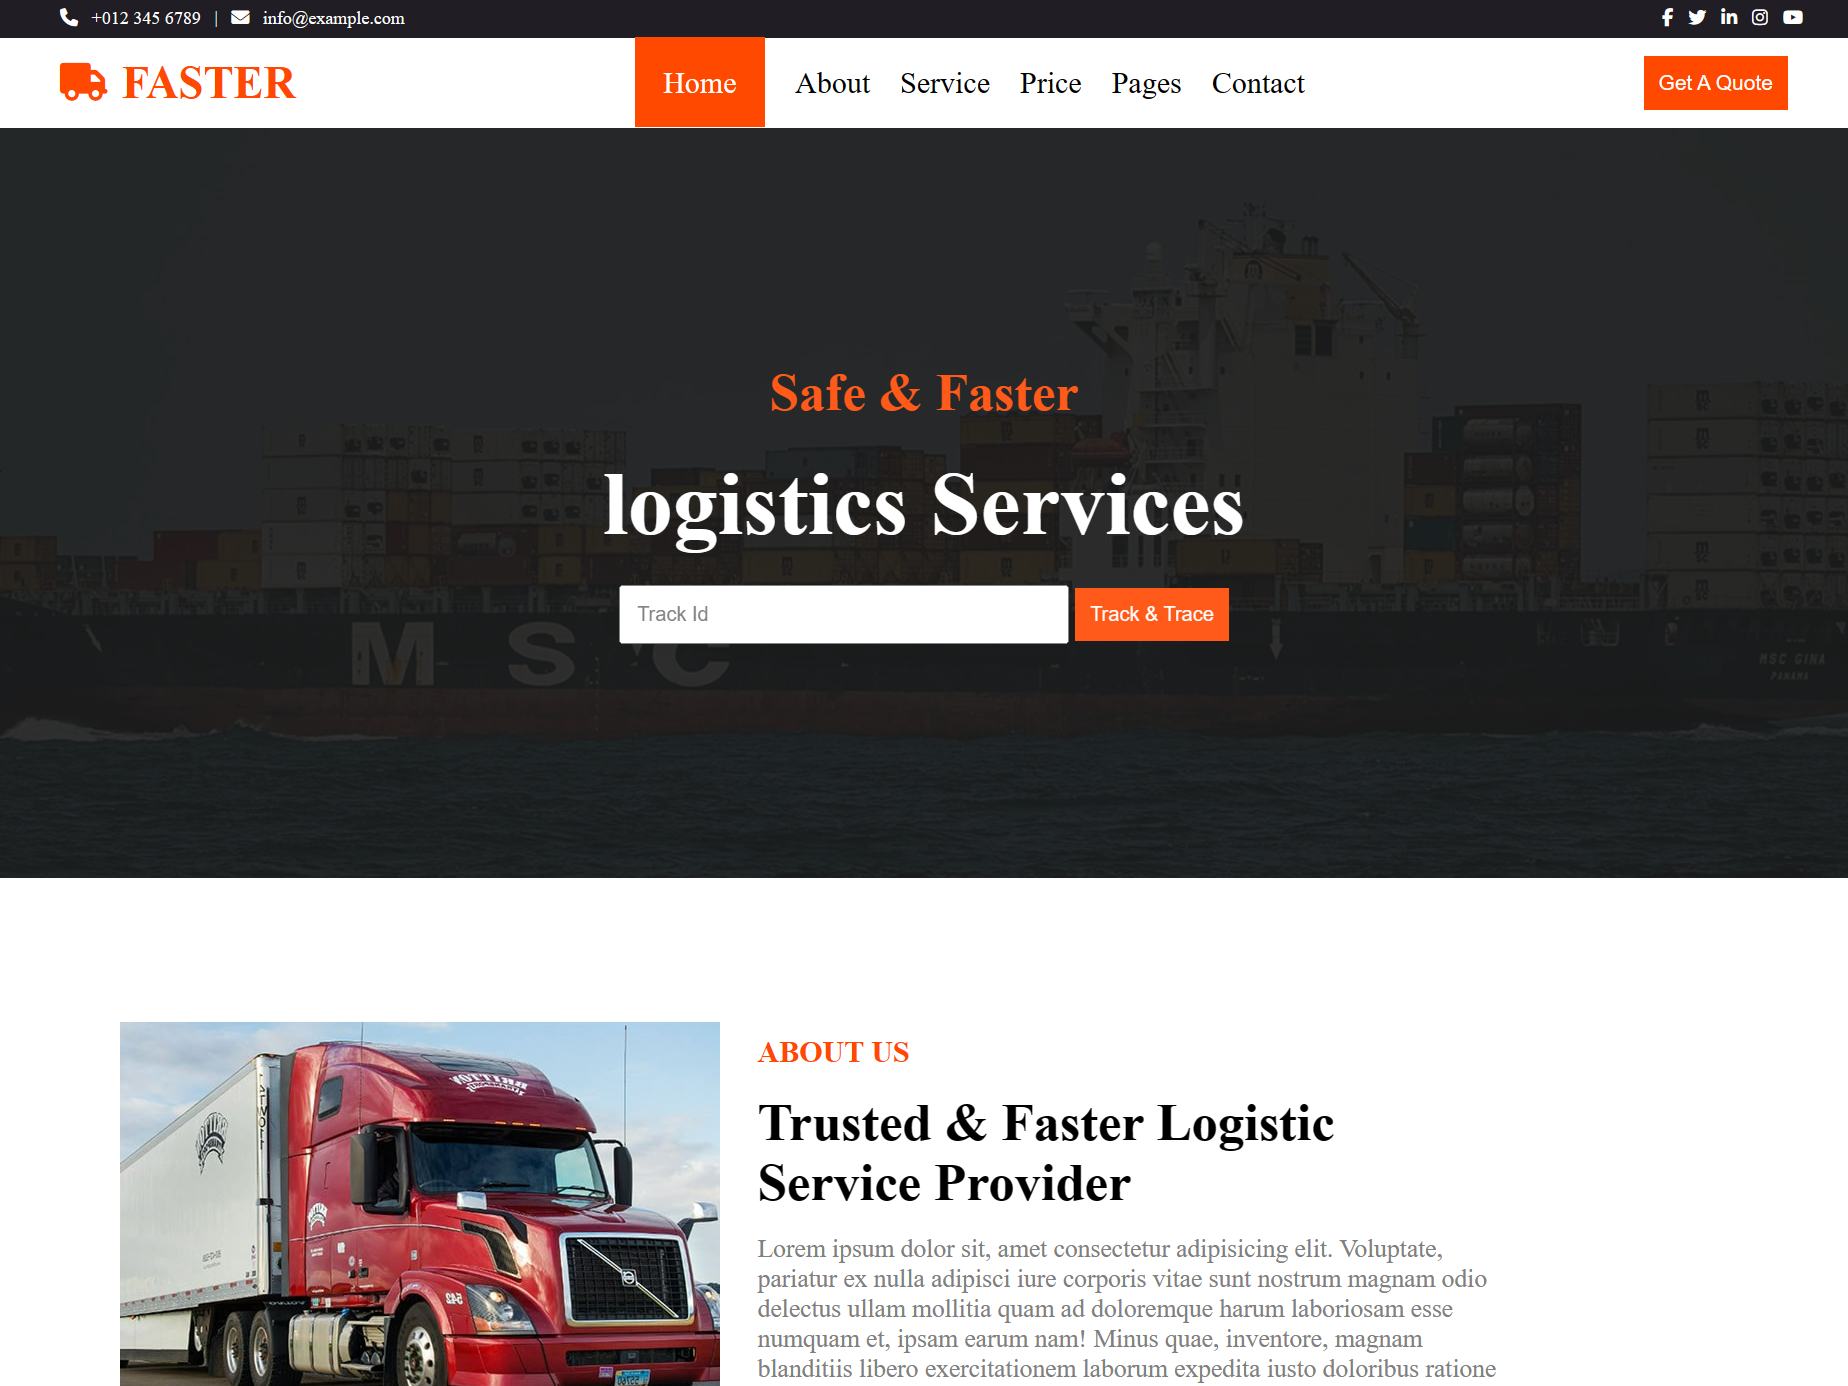 +012 345 6789 | info@example.com
FASTER
Home About Service Price Pages Contact
Get A Quote
Safe & Faster
logistics Services
Track Id
Track & Trace
M S C
MSC GINA
PANAMA
ABOUT US
Trusted & Faster Logistic
Service Provider
Lorem ipsum dolor sit, amet consectetur adipisicing elit. Voluptate,
pariatur ex nulla adipisci iure corporis vitae sunt nostrum magnam odio
delectus ullam mollitia quam ad doloremque harum laboriosam esse
numquam et, ipsam earum nam! Minus quae, inventore, magnam
blanditiis libero exercitationem laborum expedita iusto doloribus ratione